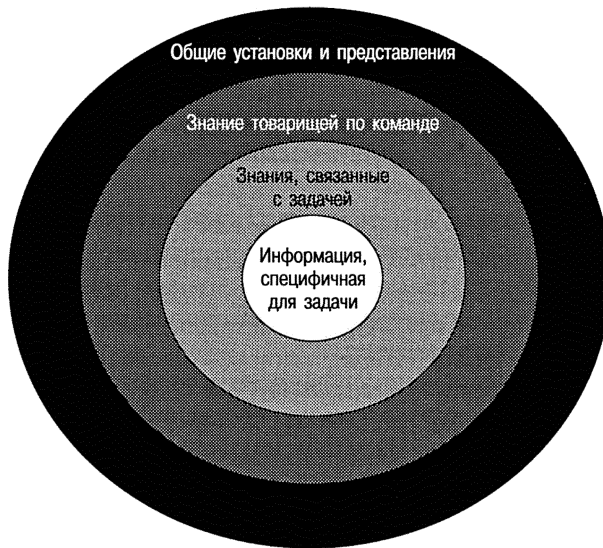 Общие установки и представления
Знание товарищей по команде
Знания, связанные
с задачей
Информация,
специфичная
для задачи